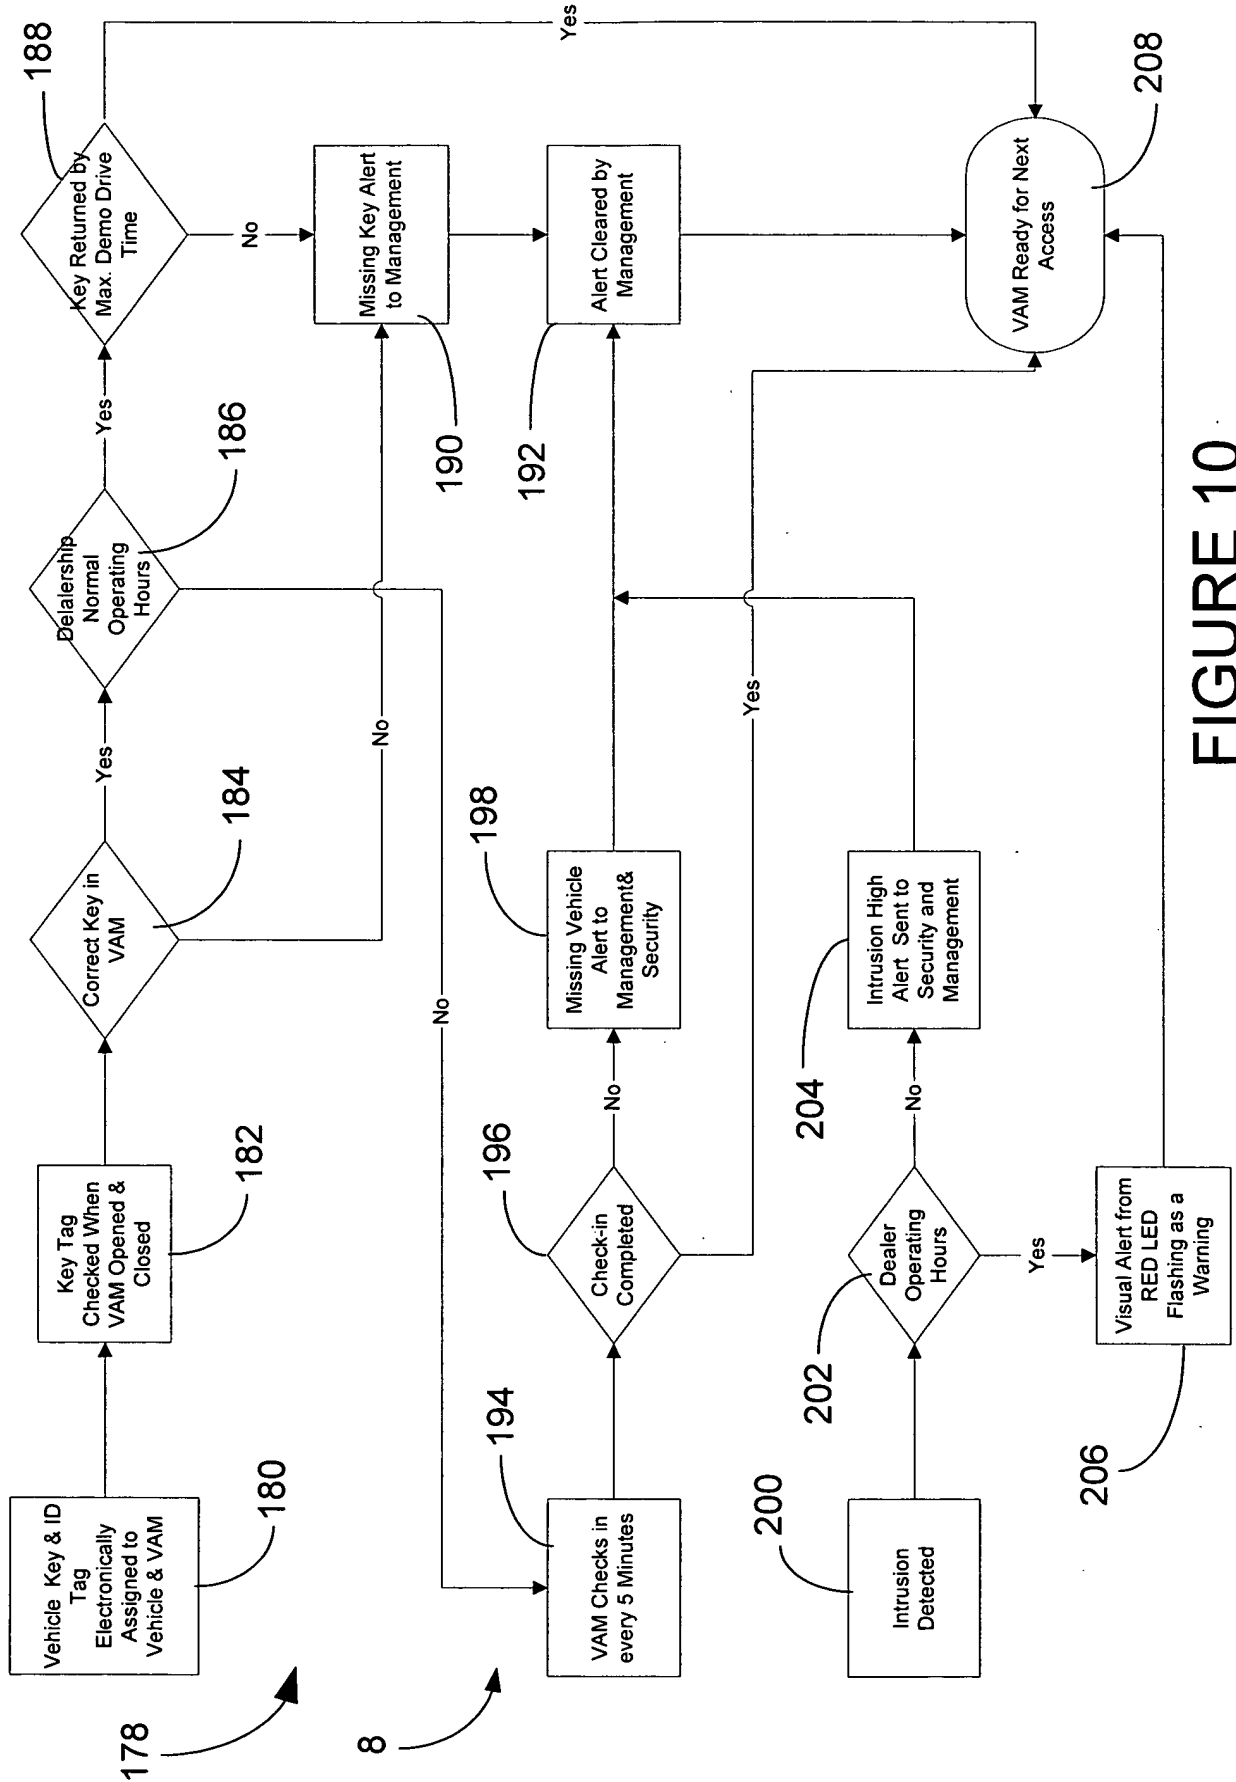 178
8
Vehicle Key & ID
Tag
Electronically
Assigned to
Vehicle & VAM
180
Key Tag
Checked When
VAM Opened &
Closed
182
Correct Key in
VAM
184
Yes
No
Delalership
Normal
Operating
Hours
186
Yes
No
Key Returned by
Max. Demo Drive
Time
188
Yes
No
Missing Key Alert
to Management
190
Alert Cleared by
Management
192
VAM Checks in
every 5 Minutes
194
Check-in
Completed
196
No
Yes
Missing Vehicle
Alert to
Management&
Security
198
Intrusion
Detected
200
Dealer
Operating
Hours
202
No
Yes
Intrusion High
Alert Sent to
Security and
Management
204
Visual Alert from
RED LED
Flashing as a
Warning
206
VAM Ready for Next
Access
208
FIGURE 10